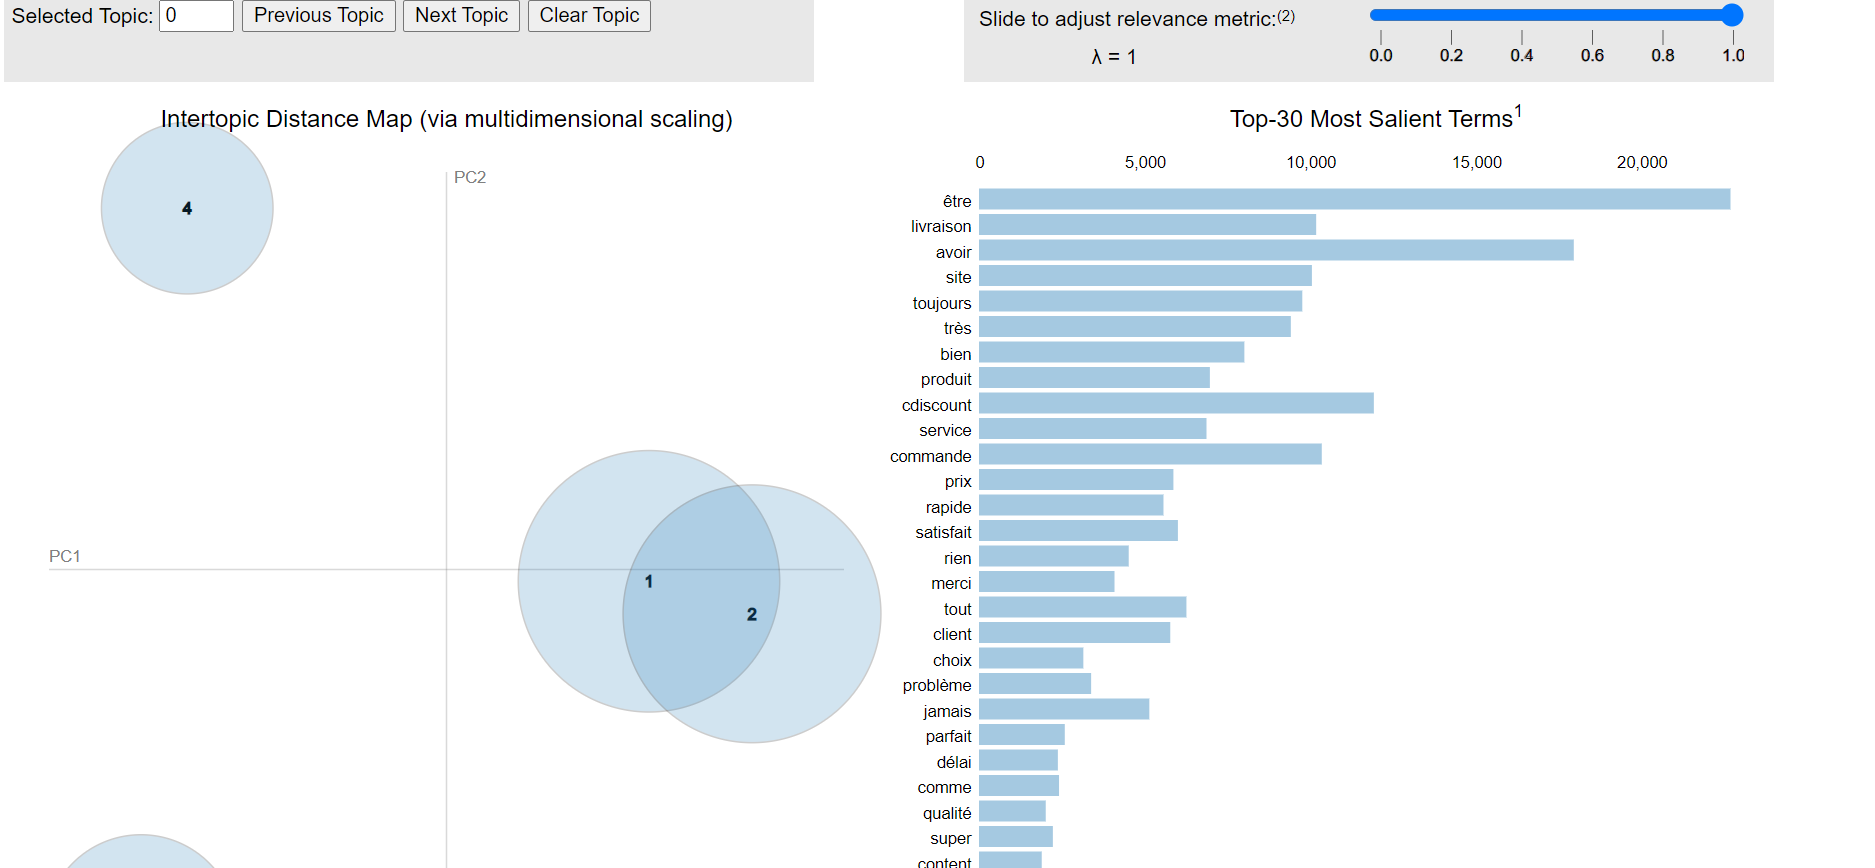 Selected Topic: 0 Previous Topic Next Topic Clear Topic
Slide to adjust relevance metric:(2)
λ = 1
0.0 0.2 0.4 0.6 0.8 1.0
Intertopic Distance Map (via multidimensional scaling)
PC2
PC1
4
1
2
Top-30 Most Salient Terms1
0 5,000 10,000 15,000 20,000
être
livraison
avoir
site
toujours
très
bien
produit
cdiscount
service
commande
prix
rapide
satisfait
rien
merci
tout
client
choix
problème
jamais
parfait
délai
comme
qualité
super
content